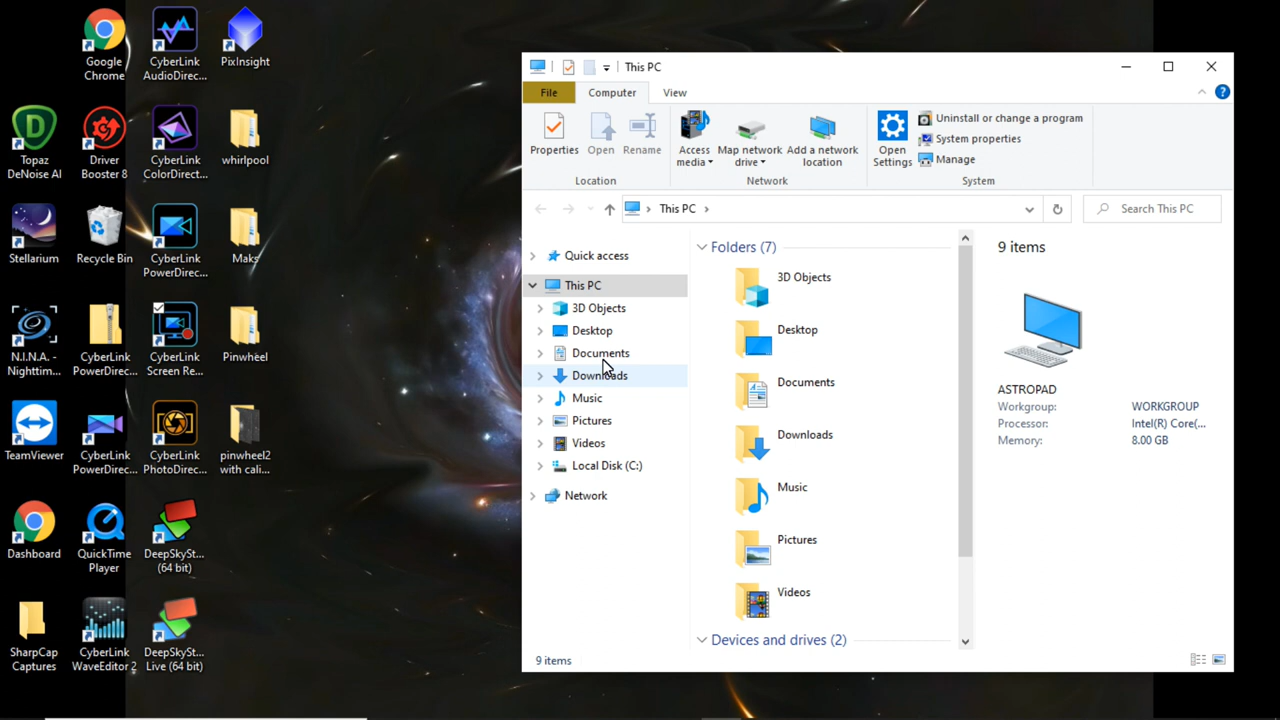 Google
Chrome
CyberLink
AudioDirec...
PixInsight
Topaz
DeNoise AI
Driver
Booster 8
CyberLink
ColorDirect...
whirlpool
Stellarium
Recycle Bin
CyberLink
PowerDirec...
Maks
N.I.N.A. -
Nighttim...
CyberLink
PowerDirec...
CyberLink
Screen Re...
Pinwheel
TeamViewer
CyberLink
PowerDirec...
CyberLink
PhotoDirec...
pinwheel2
with cali...
Dashboard
QuickTime
Player
DeepSkySt...
(64 bit)
SharpCap
Captures
CyberLink
WaveEditor 2
DeepSkySt...
Live (64 bit)
This PC
File
Computer
View
Properties
Open
Rename
Location
Access
media
Map network
drive
Add a network
location
Network
Open
Settings
Uninstall or change a program
System properties
Manage
System
This PC
Search This PC
Quick access
This PC
3D Objects
Desktop
Documents
Downloads
Music
Pictures
Videos
Local Disk (C:)
Network
Folders (7)
3D Objects
Desktop
Documents
Downloads
Music
Pictures
Videos
Devices and drives (2)
9 items
ASTROPAD
Workgroup: WORKGROUP
Processor: Intel(R) Core(...
Memory: 8.00 GB
9 items